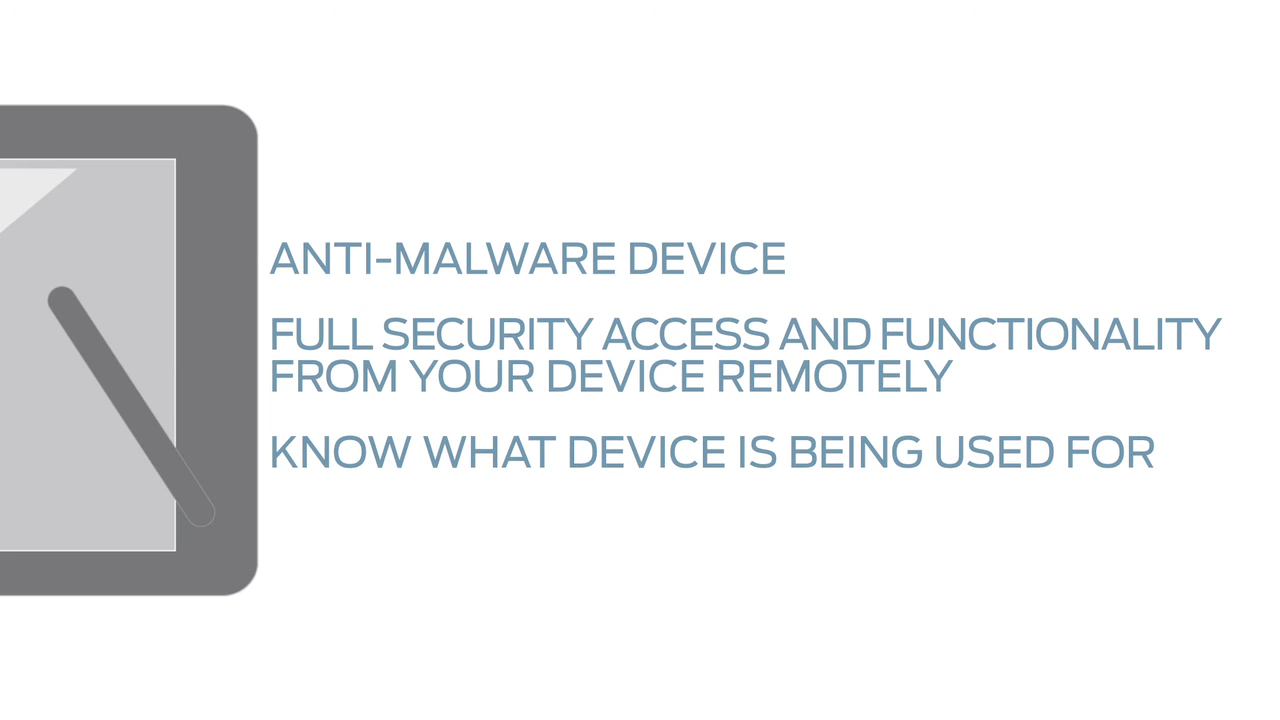 ANTI-MALWARE DEVICE
FULL SECURITY ACCESS AND FUNCTIONALITY
FROM YOUR DEVICE REMOTELY
KNOW WHAT DEVICE IS BEING USED FOR